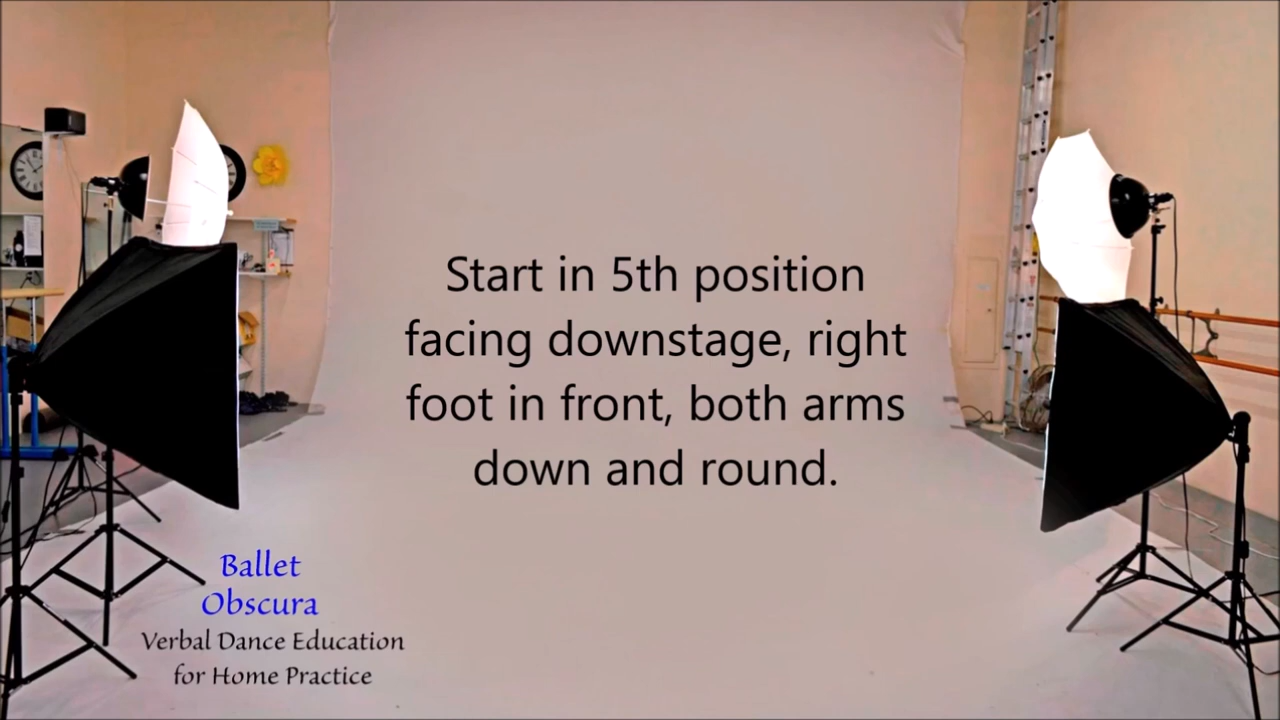 Start in 5th position
facing downstage, right
foot in front, both arms
down and round.
Ballet
Obscura
Verbal Dance Education
for Home Practice